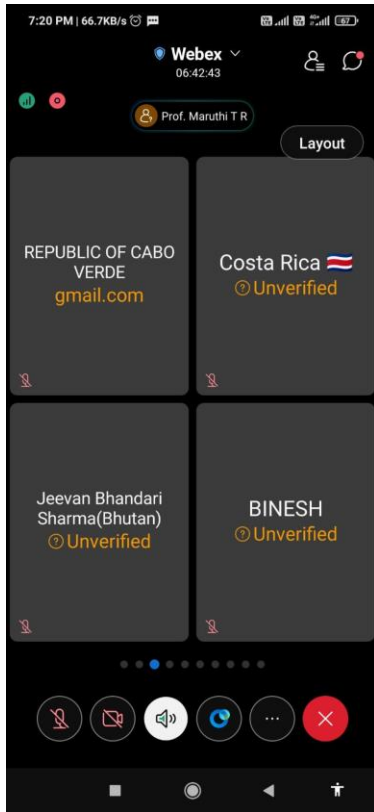 7:20 PM | 66.7KB/s
4G+
67
Webex
06:42:43
Prof. Maruthi T R
Layout
REPUBLIC OF CABO
VERDE
gmail.com
Costa Rica 🇨🇷
Unverified
Jeevan Bhandari
Sharma(Bhutan)
Unverified
BINESH
Unverified